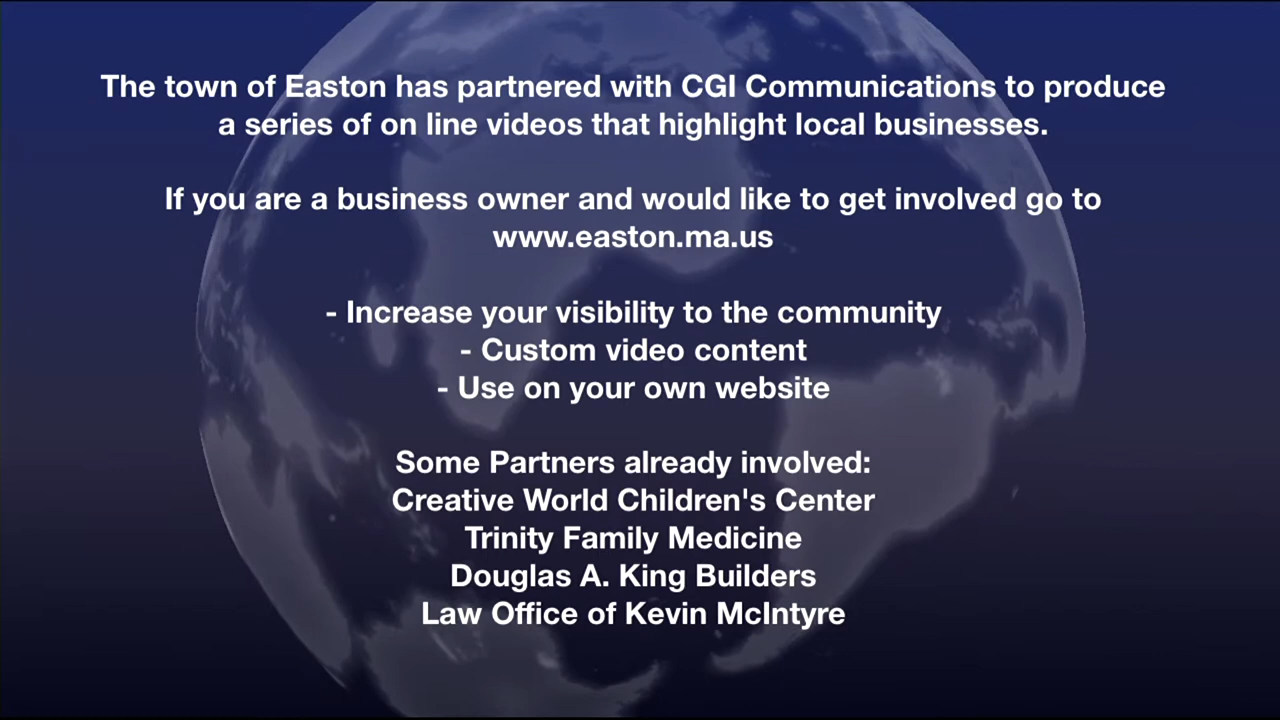 The town of Easton has partnered with CGI Communications to produce
a series of on line videos that highlight local businesses.
If you are a business owner and would like to get involved go to
www.easton.ma.us
- Increase your visibility to the community
- Custom video content
- Use on your own website
Some Partners already involved:
Creative World Children's Center
Trinity Family Medicine
Douglas A. King Builders
Law Office of Kevin McIntyre